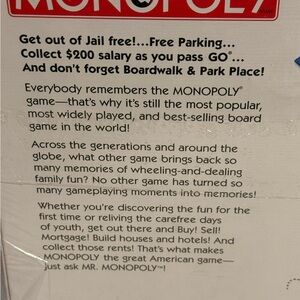 MONOPOLY
Get out of Jail free!...Free Parking...
Collect $200 salary as you pass GO®...
And don't forget Boardwalk & Park Place!
Everybody remembers the MONOPOLY®
game—that's why it's still the most popular,
most widely played, and best-selling board
game in the world!
Across the generations and around the
globe, what other game brings back so
many memories of wheeling-and-dealing
family fun? No other game has turned so
many gameplaying moments into memories!
Whether you're discovering the fun for the
first time or reliving the carefree days
of youth, get out there and Buy! Sell!
Mortgage! Build houses and hotels! And
collect those rents! That's what makes
MONOPOLY the great American game—
just ask MR. MONOPOLY™!